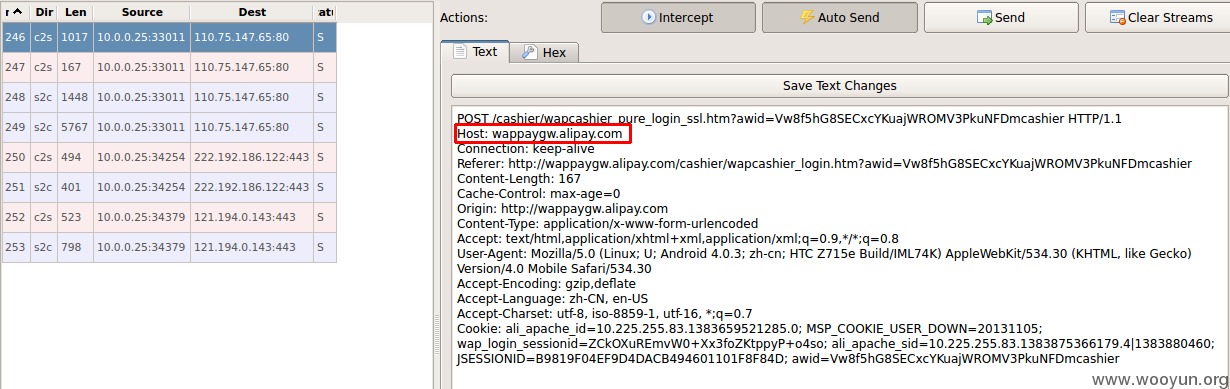 r Dir Len Source Dest atu
246 c2s 1017 10.0.0.25:33011 110.75.147.65:80 S
247 c2s 167 10.0.0.25:33011 110.75.147.65:80 S
248 s2c 1448 10.0.0.25:33011 110.75.147.65:80 S
249 s2c 5767 10.0.0.25:33011 110.75.147.65:80 S
250 c2s 494 10.0.0.25:34254 222.192.186.122:443 S
251 s2c 401 10.0.0.25:34254 222.192.186.122:443 S
252 c2s 523 10.0.0.25:34379 121.194.0.143:443 S
253 s2c 798 10.0.0.25:34379 121.194.0.143:443 S
Actions: Intercept Auto Send Send Clear Streams
Text Hex
Save Text Changes
POST /cashier/wapcashier_pure_login_ssl.htm?awid=Vw8f5hG8SECxcYKuajWROMV3PkuNFDmcashier HTTP/1.1
Host: wappaygw.alipay.com
Connection: keep-alive
Referer: http://wappaygw.alipay.com/cashier/wapcashier_login.htm?awid=Vw8f5hG8SECxcYKuajWROMV3PkuNFDmcashier
Content-Length: 167
Cache-Control: max-age=0
Origin: http://wappaygw.alipay.com
Content-Type: application/x-www-form-urlencoded
Accept: text/html,application/xhtml+xml,application/xml;q=0.9,*/*;q=0.8
User-Agent: Mozilla/5.0 (Linux; U; Android 4.0.3; zh-cn; HTC Z715e Build/IML74K) AppleWebKit/534.30 (KHTML, like Gecko)
Version/4.0 Mobile Safari/534.30
Accept-Encoding: gzip,deflate
Accept-Language: zh-CN, en-US
Accept-Charset: utf-8, iso-8859-1, utf-16, *;q=0.7
Cookie: ali_apache_id=10.225.255.83.1383659521285.0; MSP_COOKIE_USER_DOWN=20131105;
wap_login_sessionid=ZCkOXuREmvW0+Xx3foZKtppyP+o4so; ali_apache_sid=10.225.255.83.1383875366179.4|1383880460;
JSESSIONID=B9819F04EF9D4DACB494601101F8F84D; awid=Vw8f5hG8SECxcYKuajWROMV3PkuNFDmcashier
www.wooyun.org